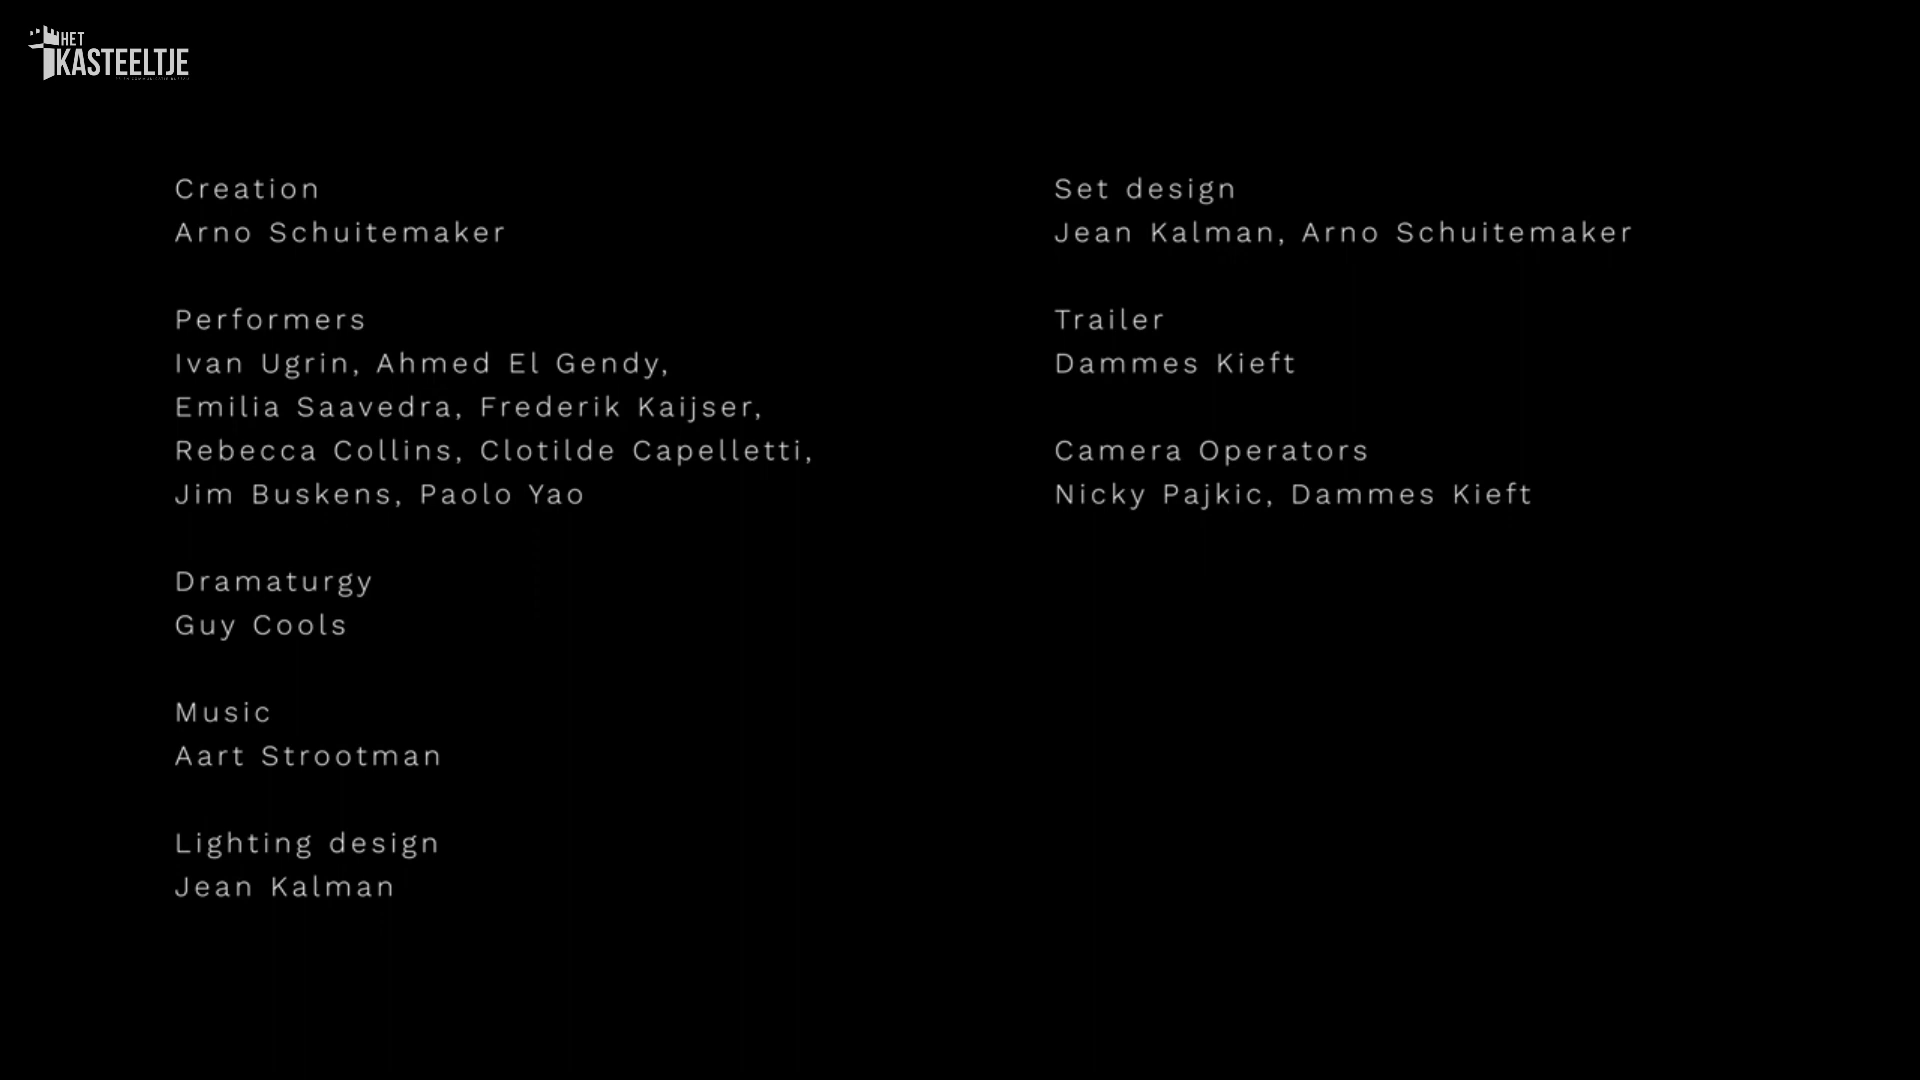 HET
KASTEELTJE
Creation
Arno Schuitemaker
Performers
Ivan Ugrin, Ahmed El Gendy,
Emilia Saavedra, Frederik Kaijser,
Rebecca Collins, Clotilde Capelletti,
Jim Buskens, Paolo Yao
Dramaturgy
Guy Cools
Music
Aart Strootman
Lighting design
Jean Kalman
Set design
Jean Kalman, Arno Schuitemaker
Trailer
Dammes Kieft
Camera Operators
Nicky Pajkic, Dammes Kieft